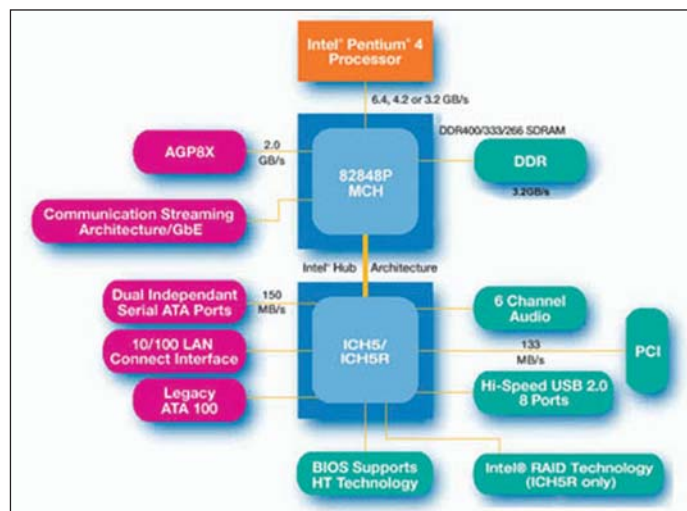 Intel® Pentium® 4
Processor
6.4, 4.2 or 3.2 GB/s
DDR400/333/266 SDRAM
AGP8X
2.0
GB/s
82848P
MCH
DDR
3.2GB/s
Communication Streaming
Architecture/GbE
Intel® Hub Architecture
Dual Independant
Serial ATA Ports
150
MB/s
6 Channel
Audio
10/100 LAN
Connect Interface
ICH5/
ICH5R
133
MB/s
PCI
Legacy
ATA 100
Hi-Speed USB 2.0
8 Ports
BIOS Supports
HT Technology
Intel® RAID Technology
(ICH5R only)